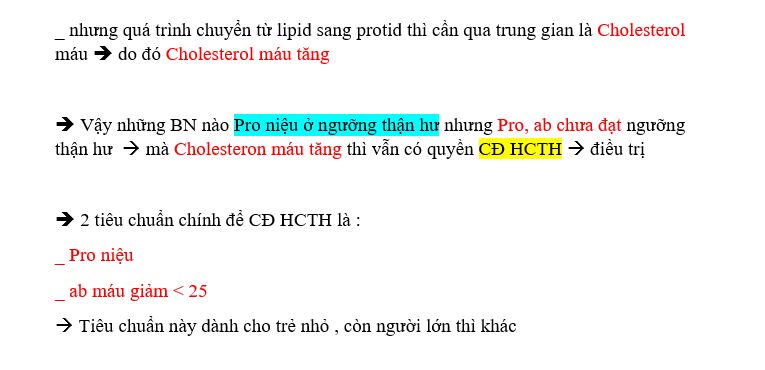 _ nhưng quá trình chuyển từ lipid sang protid thì cần qua trung gian là Cholesterol
máu ➔ do đó Cholesterol máu tăng
➔ Vậy những BN nào Pro niệu ở ngưỡng thận hư nhưng Pro, ab chưa đạt ngưỡng
thận hư → mà Cholesteron máu tăng thì vẫn có quyền CĐ HCTH → điều trị
➔ 2 tiêu chuẩn chính để CĐ HCTH là :
_ Pro niệu
_ ab máu giảm < 25
→ Tiêu chuẩn này dành cho trẻ nhỏ , còn người lớn thì khác